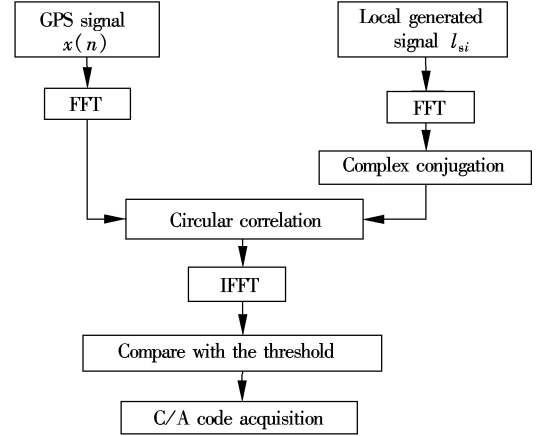 GPS signal
x(n)
Local generated
signal l_si
FFT
FFT
Complex conjugation
Circular correlation
IFFT
Compare with the threshold
C/A code acquisition